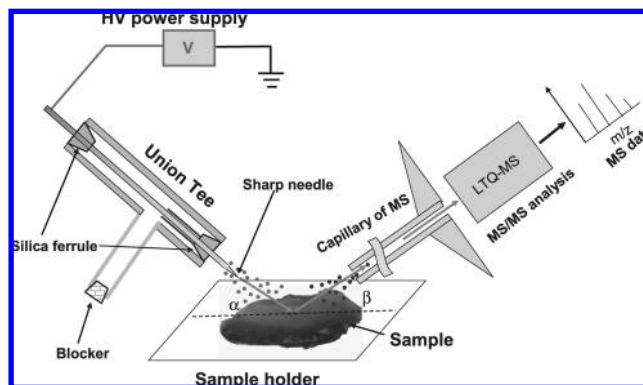 HV power supply
V
Union Tee
Sharp needle
Silica ferrule
Blocker
Capillary of MS
LTQ-MS
MS/MS analysis
m/z
MS data
α
β
Sample
Sample holder